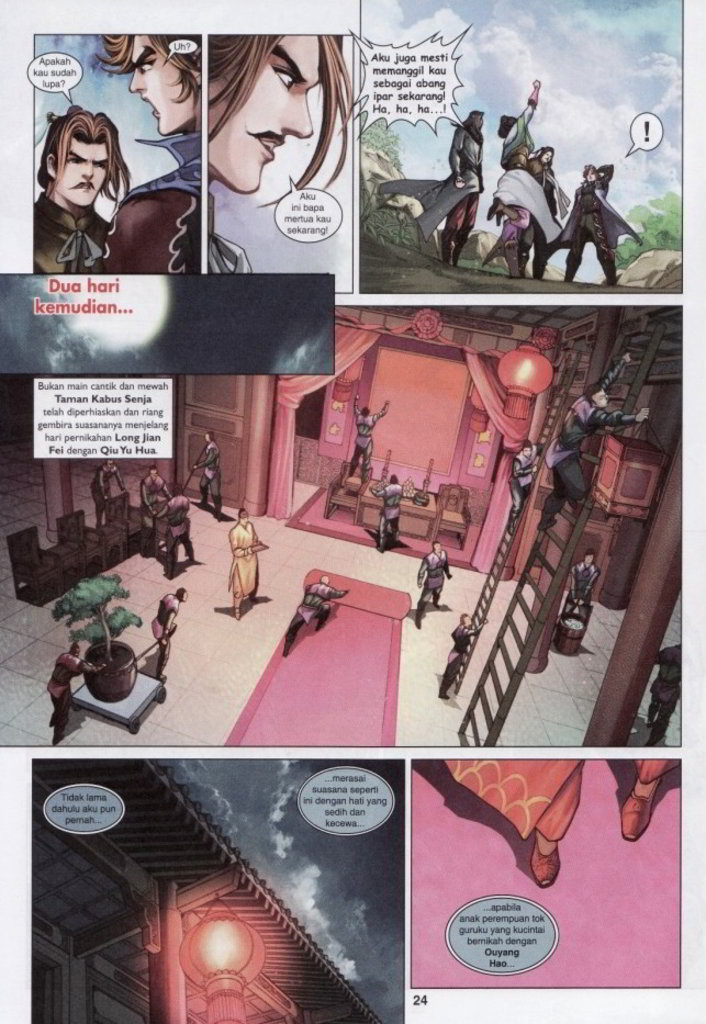 Apakah
kau sudah
lupa?
Uh?
Aku
ini bapa
mertua kau
sekarang!
Aku juga mesti
memanggil kau
sebagai abang
ipar sekarang!
Ha, ha, ha...!
!
Dua hari
kemudian...
Bukan main cantik dan mewah
Taman Kabus Senja
telah diperhiaskan dan riang
gembira suasananya menjelang
hari pernikahan Long Jian
Fei dengan Qiu Yu Hua.
Tidak lama
dahulu aku pun
pernah...
...merasai
suasana seperti
ini dengan hati yang
sedih dan
kecewa...
...apabila
anak perempuan tok
guruku yang kucintai
bernikah dengan
Ouyang
Hao...
24